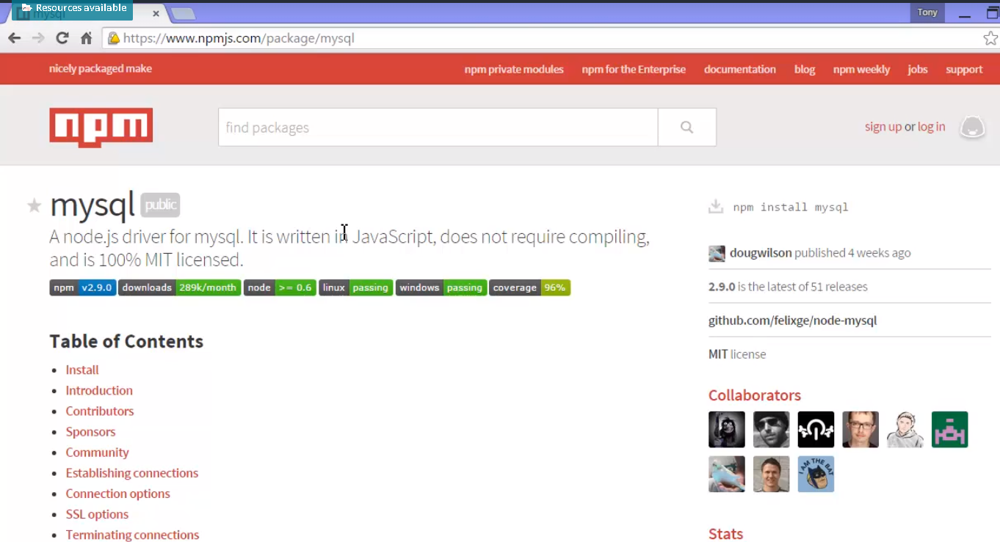 mysql
Resources available
Tony
https://www.npmjs.com/package/mysql
nicely packaged make
npm private modules
npm for the Enterprise
documentation
blog
npm weekly
jobs
support
npm
find packages
sign up or log in
mysql public
A node.js driver for mysql. It is written in JavaScript, does not require compiling,
and is 100% MIT licensed.
npm v2.9.0 downloads 289k/month node >= 0.6 linux passing windows passing coverage 96%
Table of Contents
Install
Introduction
Contributors
Sponsors
Community
Establishing connections
Connection options
SSL options
Terminating connections
npm install mysql
dougwilson published 4 weeks ago
2.9.0 is the latest of 51 releases
github.com/felixge/node-mysql
MIT license
Collaborators
I AM THE BAT
Stats